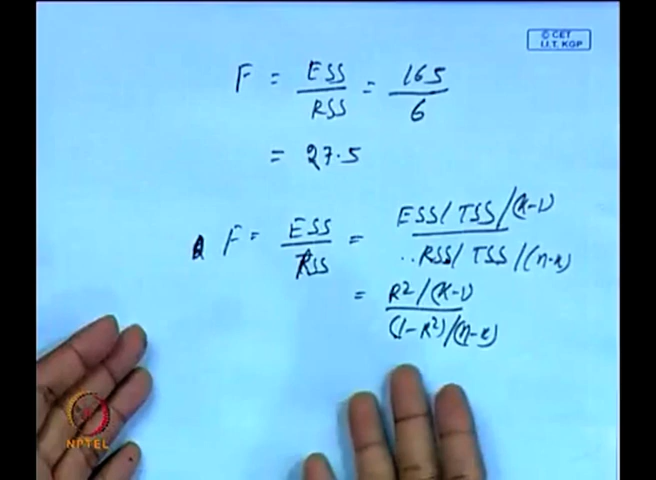 © CET
I.I.T. KGP
F = ESS / RSS = 165 / 6
= 27.5
F = ESS / RSS = ESS / TSS / (k-1) / RSS / TSS / (n-k)
= R² / (k-1) / (1-R²) / (n-k)
NPTEL